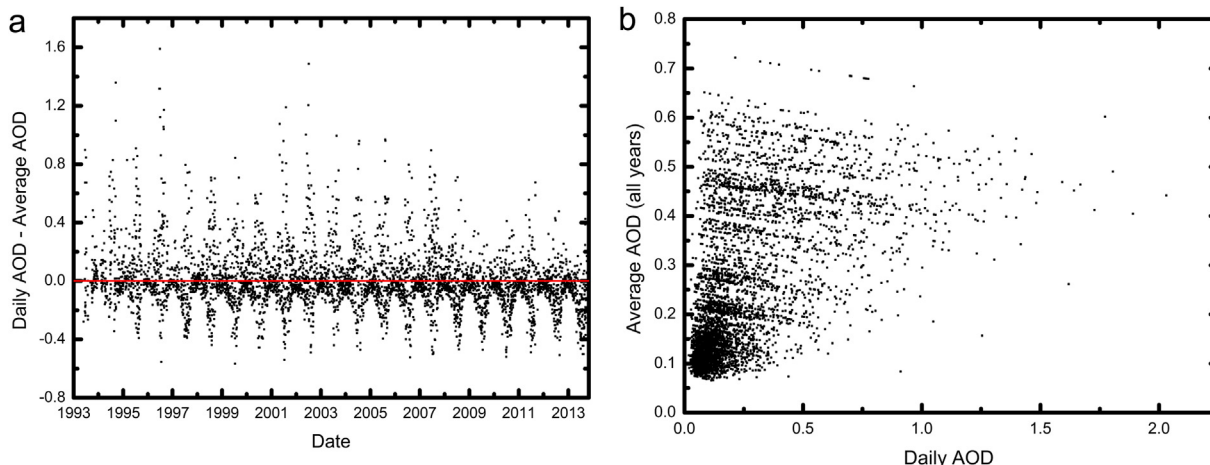 a
1.6
1.2
0.8
0.4
0.0
-0.4
-0.8
Daily AOD - Average AOD
1993 1995 1997 1999 2001 2003 2005 2007 2009 2011 2013
Date
b
0.8
0.7
0.6
0.5
0.4
0.3
0.2
0.1
0.0
Average AOD (all years)
0.0 0.5 1.0 1.5 2.0
Daily AOD